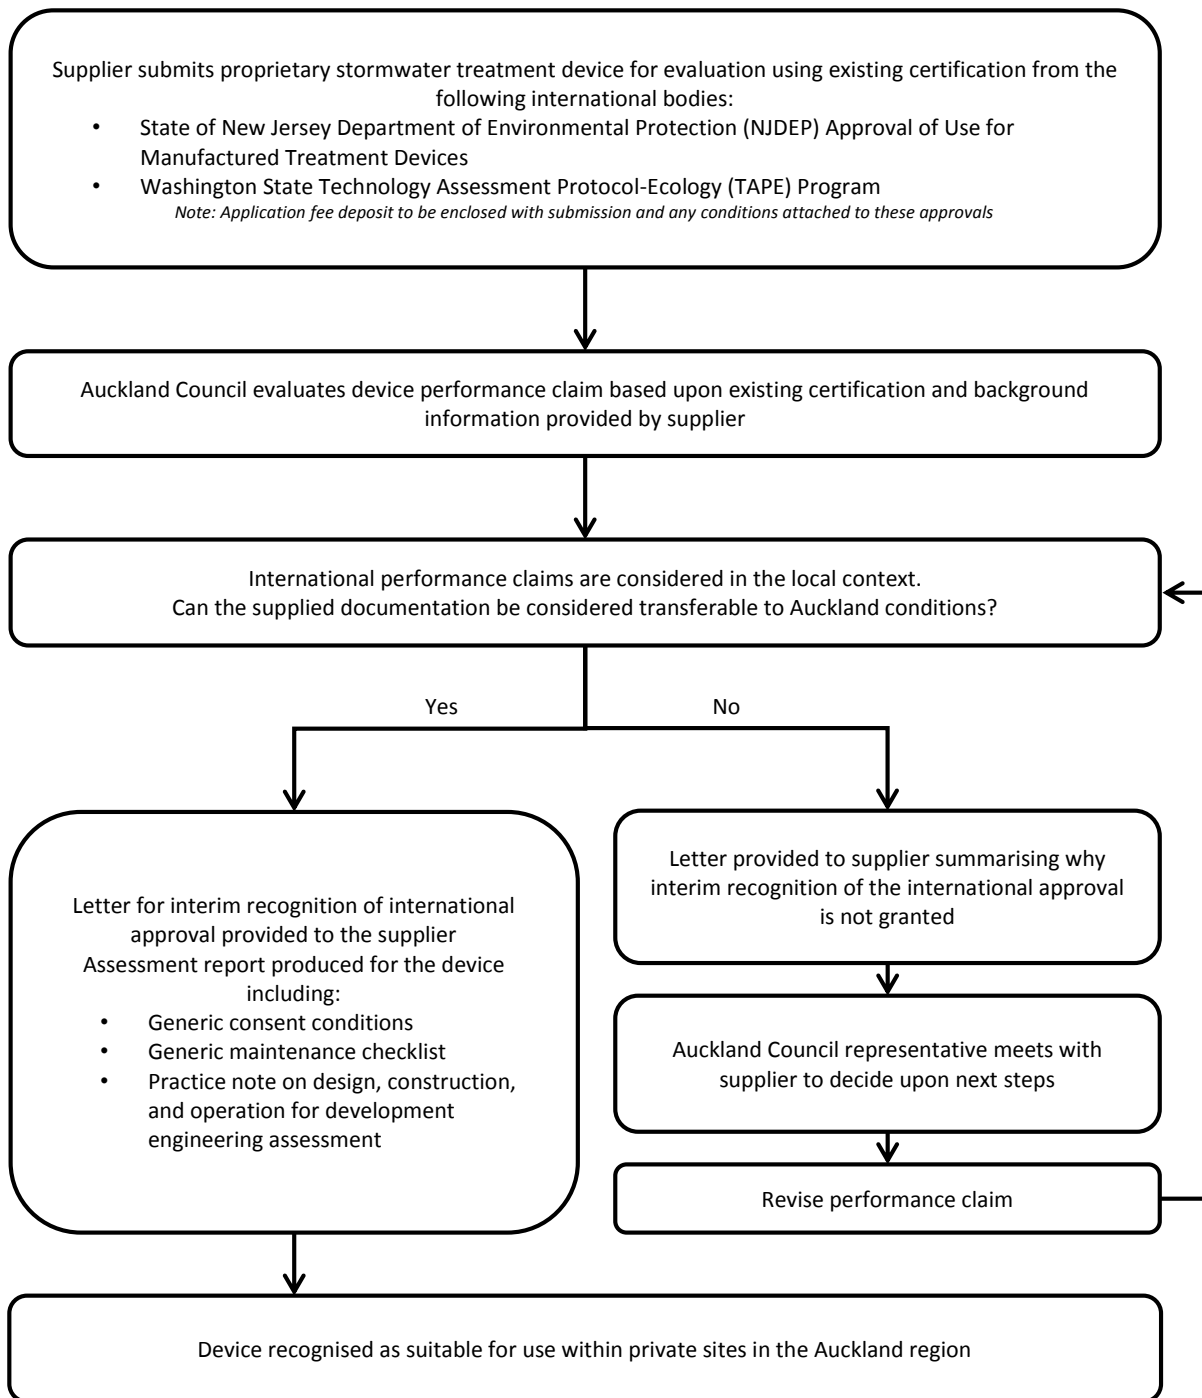 Supplier submits proprietary stormwater treatment device for evaluation using existing certification from the
following international bodies:
• State of New Jersey Department of Environmental Protection (NJDEP) Approval of Use for
Manufactured Treatment Devices
• Washington State Technology Assessment Protocol-Ecology (TAPE) Program
Note: Application fee deposit to be enclosed with submission and any conditions attached to these approvals
Auckland Council evaluates device performance claim based upon existing certification and background
information provided by supplier
International performance claims are considered in the local context.
Can the supplied documentation be considered transferable to Auckland conditions?
Yes
No
Letter for interim recognition of international
approval provided to the supplier
Assessment report produced for the device
including:
• Generic consent conditions
• Generic maintenance checklist
• Practice note on design, construction,
and operation for development
engineering assessment
Letter provided to supplier summarising why
interim recognition of the international approval
is not granted
Auckland Council representative meets with
supplier to decide upon next steps
Revise performance claim
Device recognised as suitable for use within private sites in the Auckland region